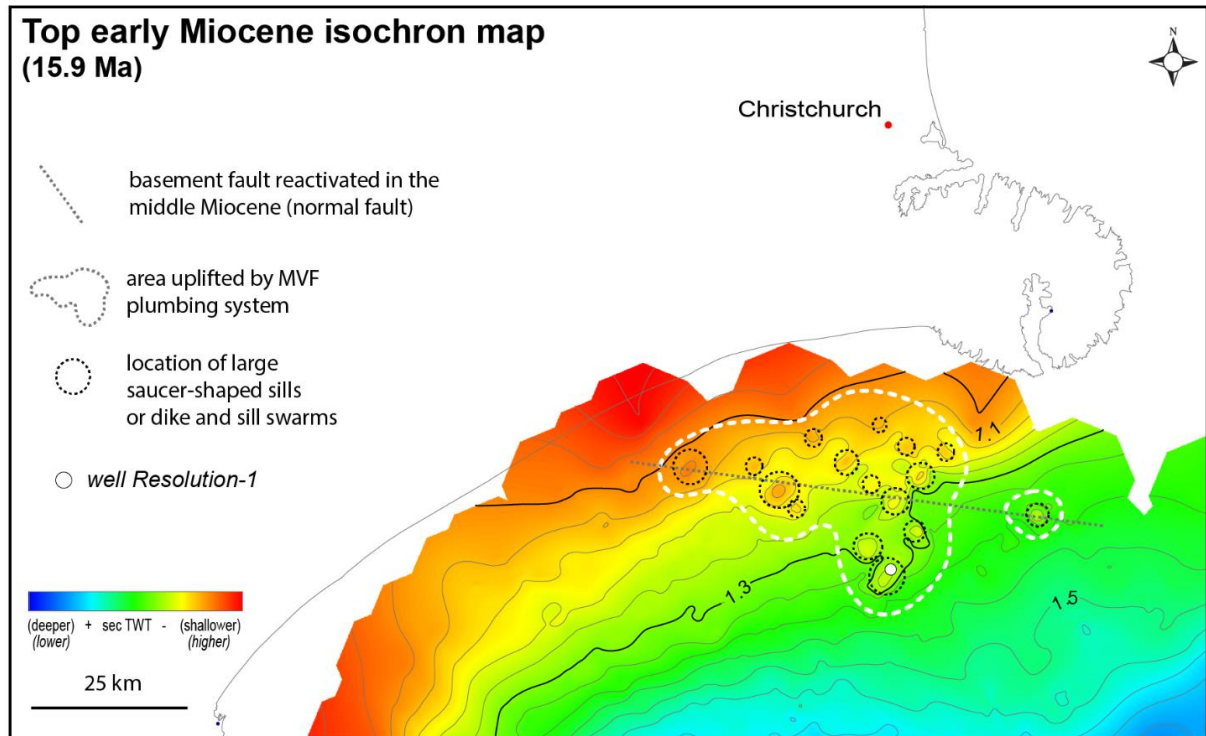 Top early Miocene isochron map
(15.9 Ma)
N
Christchurch
basement fault reactivated in the
middle Miocene (normal fault)
area uplifted by MVF
plumbing system
location of large
saucer-shaped sills
or dike and sill swarms
well Resolution-1
1.1
1.3
1.5
(deeper) + sec TWT - (shallower)
(lower) (higher)
25 km